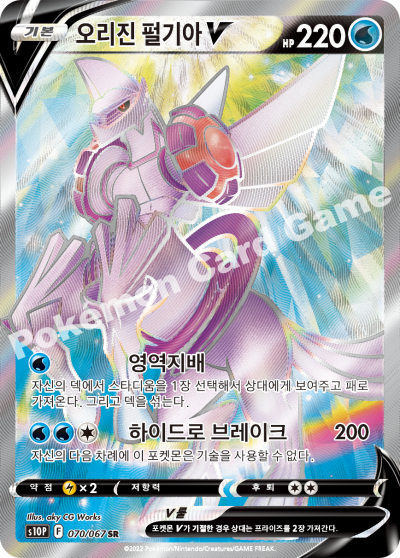 기본 오리진 펄기아 V HP 220
Pokémon Card Game
영역지배
자신의 덱에서 스타디움을 1장 선택해서 상대에게 보여주고 패로
가져온다. 그리고 덱을 섞는다.
하이드로 브레이크 200
자신의 다음 차례에 이 포켓몬은 기술을 사용할 수 없다.
약점 ×2 저항력 후퇴
Illus. aky CG Works
s10P F 070/067 SR
V룰
포켓몬 V가 기절한 경우 상대는 프라이즈를 2장 가져간다.
©2022 Pokémon/Nintendo/Creatures/GAME FREAK.